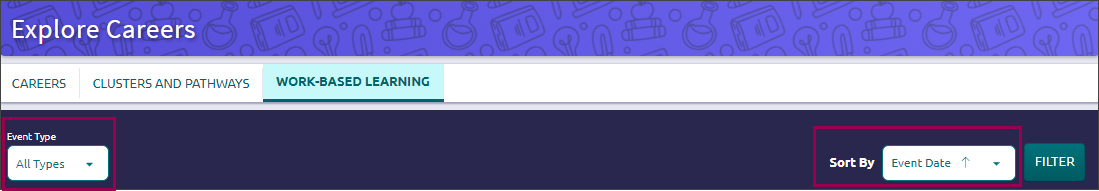 Explore Careers
CAREERS
CLUSTERS AND PATHWAYS
WORK-BASED LEARNING
Event Type
All Types
Sort By
Event Date ↑
FILTER